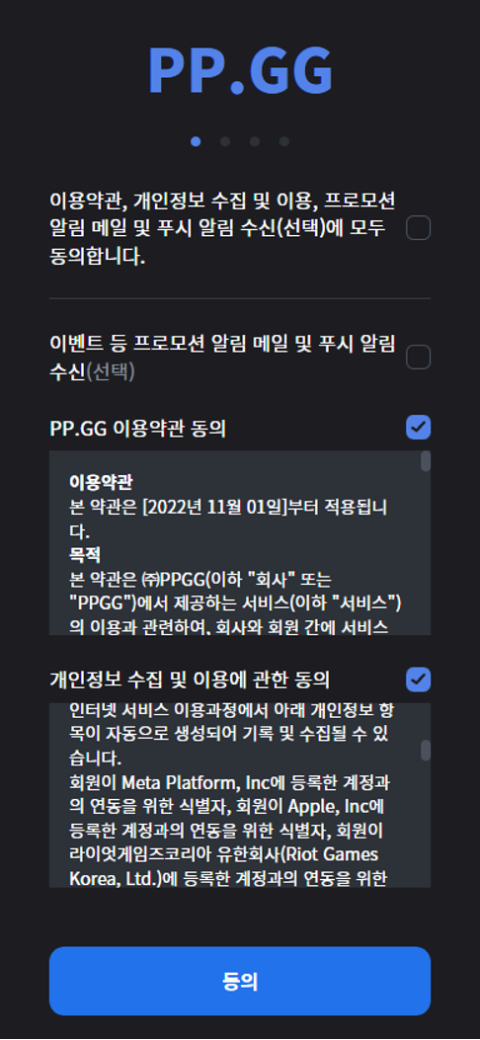 PP.GG
이용약관, 개인정보 수집 및 이용, 프로모션
알림 메일 및 푸시 알림 수신(선택)에 모두
동의합니다.
이벤트 등 프로모션 알림 메일 및 푸시 알림
수신(선택)
PP.GG 이용약관 동의
이용약관
본 약관은 [2022년 11월 01일]부터 적용됩니
다.
목적
본 약관은 ㈜PPGG(이하 "회사" 또는
"PPGG")에서 제공하는 서비스(이하 "서비스")
의 이용과 관련하여, 회사와 회원 간에 서비스
개인정보 수집 및 이용에 관한 동의
인터넷 서비스 이용과정에서 아래 개인정보 항
목이 자동으로 생성되어 기록 및 수집될 수 있
습니다.
회원이 Meta Platform, Inc에 등록한 계정과
의 연동을 위한 식별자, 회원이 Apple, Inc에
등록한 계정과의 연동을 위한 식별자, 회원이
라이엇게임즈코리아 유한회사(Riot Games
Korea, Ltd.)에 등록한 계정과의 연동을 위한
동의